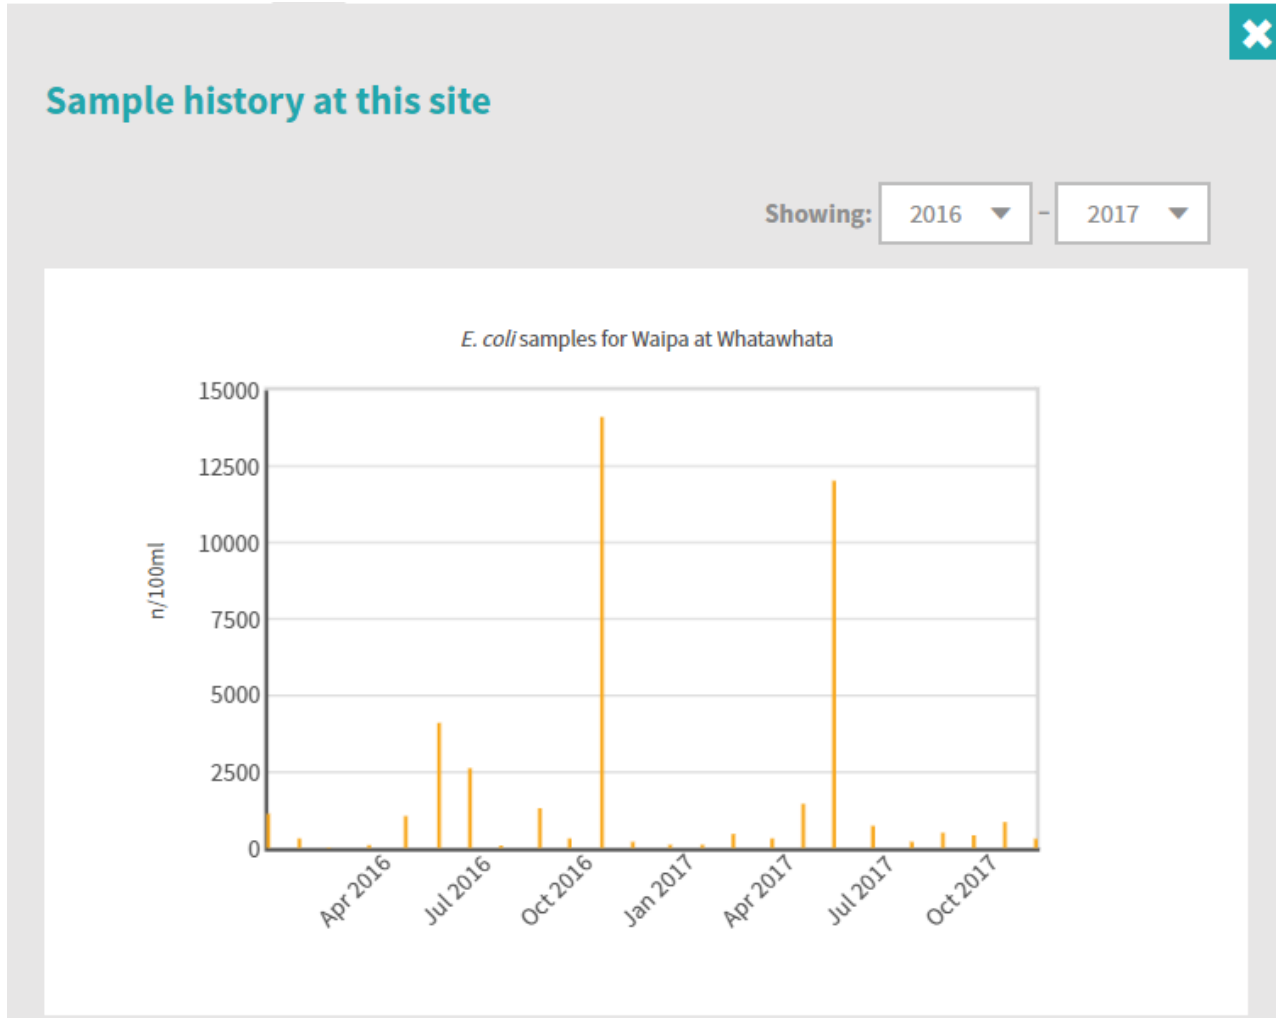 Sample history at this site
Showing: 2016 – 2017
E. coli samples for Waipa at Whatawhata
15000
12500
10000
7500
5000
2500
0
n/100ml
Apr 2016 Jul 2016 Oct 2016 Jan 2017 Apr 2017 Jul 2017 Oct 2017